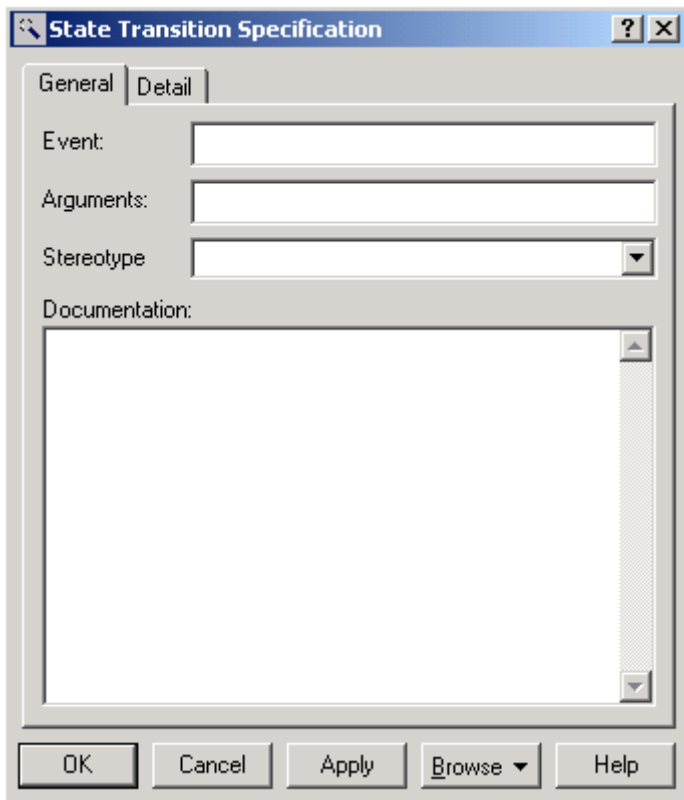 State Transition Specification
General Detail
Event:
Arguments:
Stereotype
Documentation:
OK Cancel Apply Browse Help